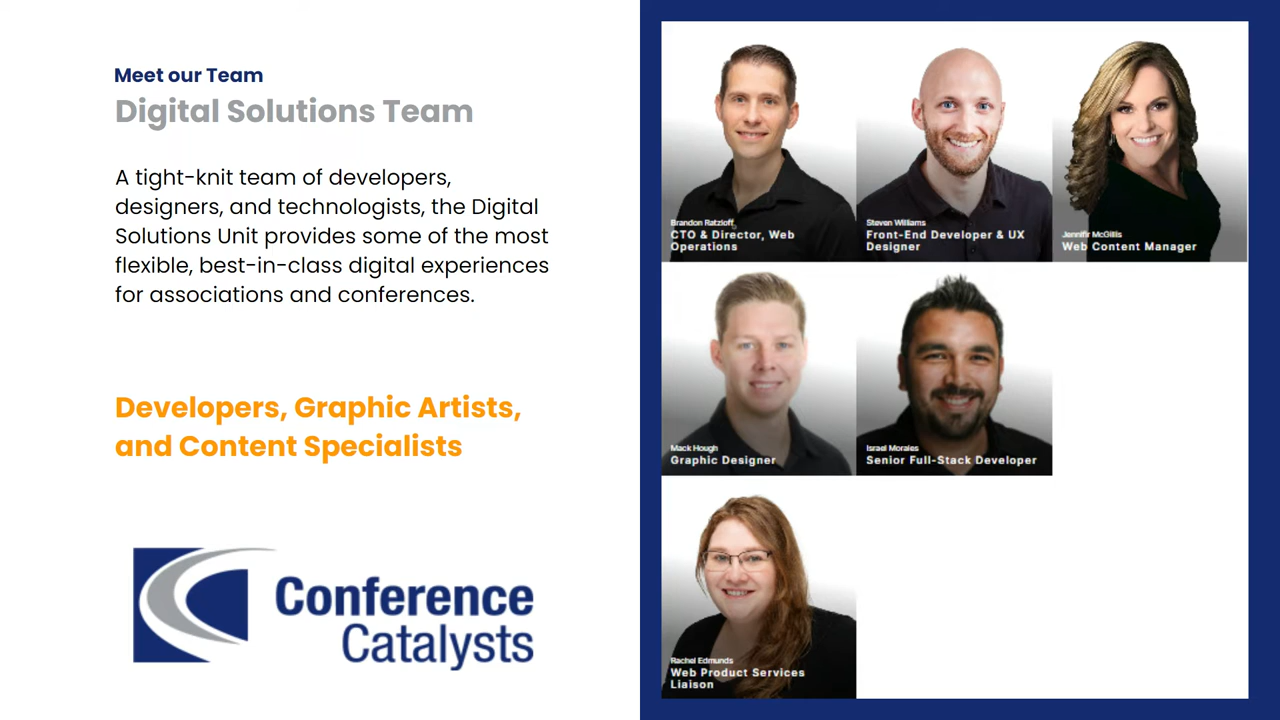 Meet our Team
Digital Solutions Team
A tight-knit team of developers,
designers, and technologists, the Digital
Solutions Unit provides some of the most
flexible, best-in-class digital experiences
for associations and conferences.
Developers, Graphic Artists,
and Content Specialists
Conference
Catalysts
Brandon Ratzloff
CTO & Director, Web
Operations
Steven Williams
Front-End Developer & UX
Designer
Jennifir McGillis
Web Content Manager
Mack Hough
Graphic Designer
Israel Morales
Senior Full-Stack Developer
Rachel Edmunds
Web Product Services
Liaison